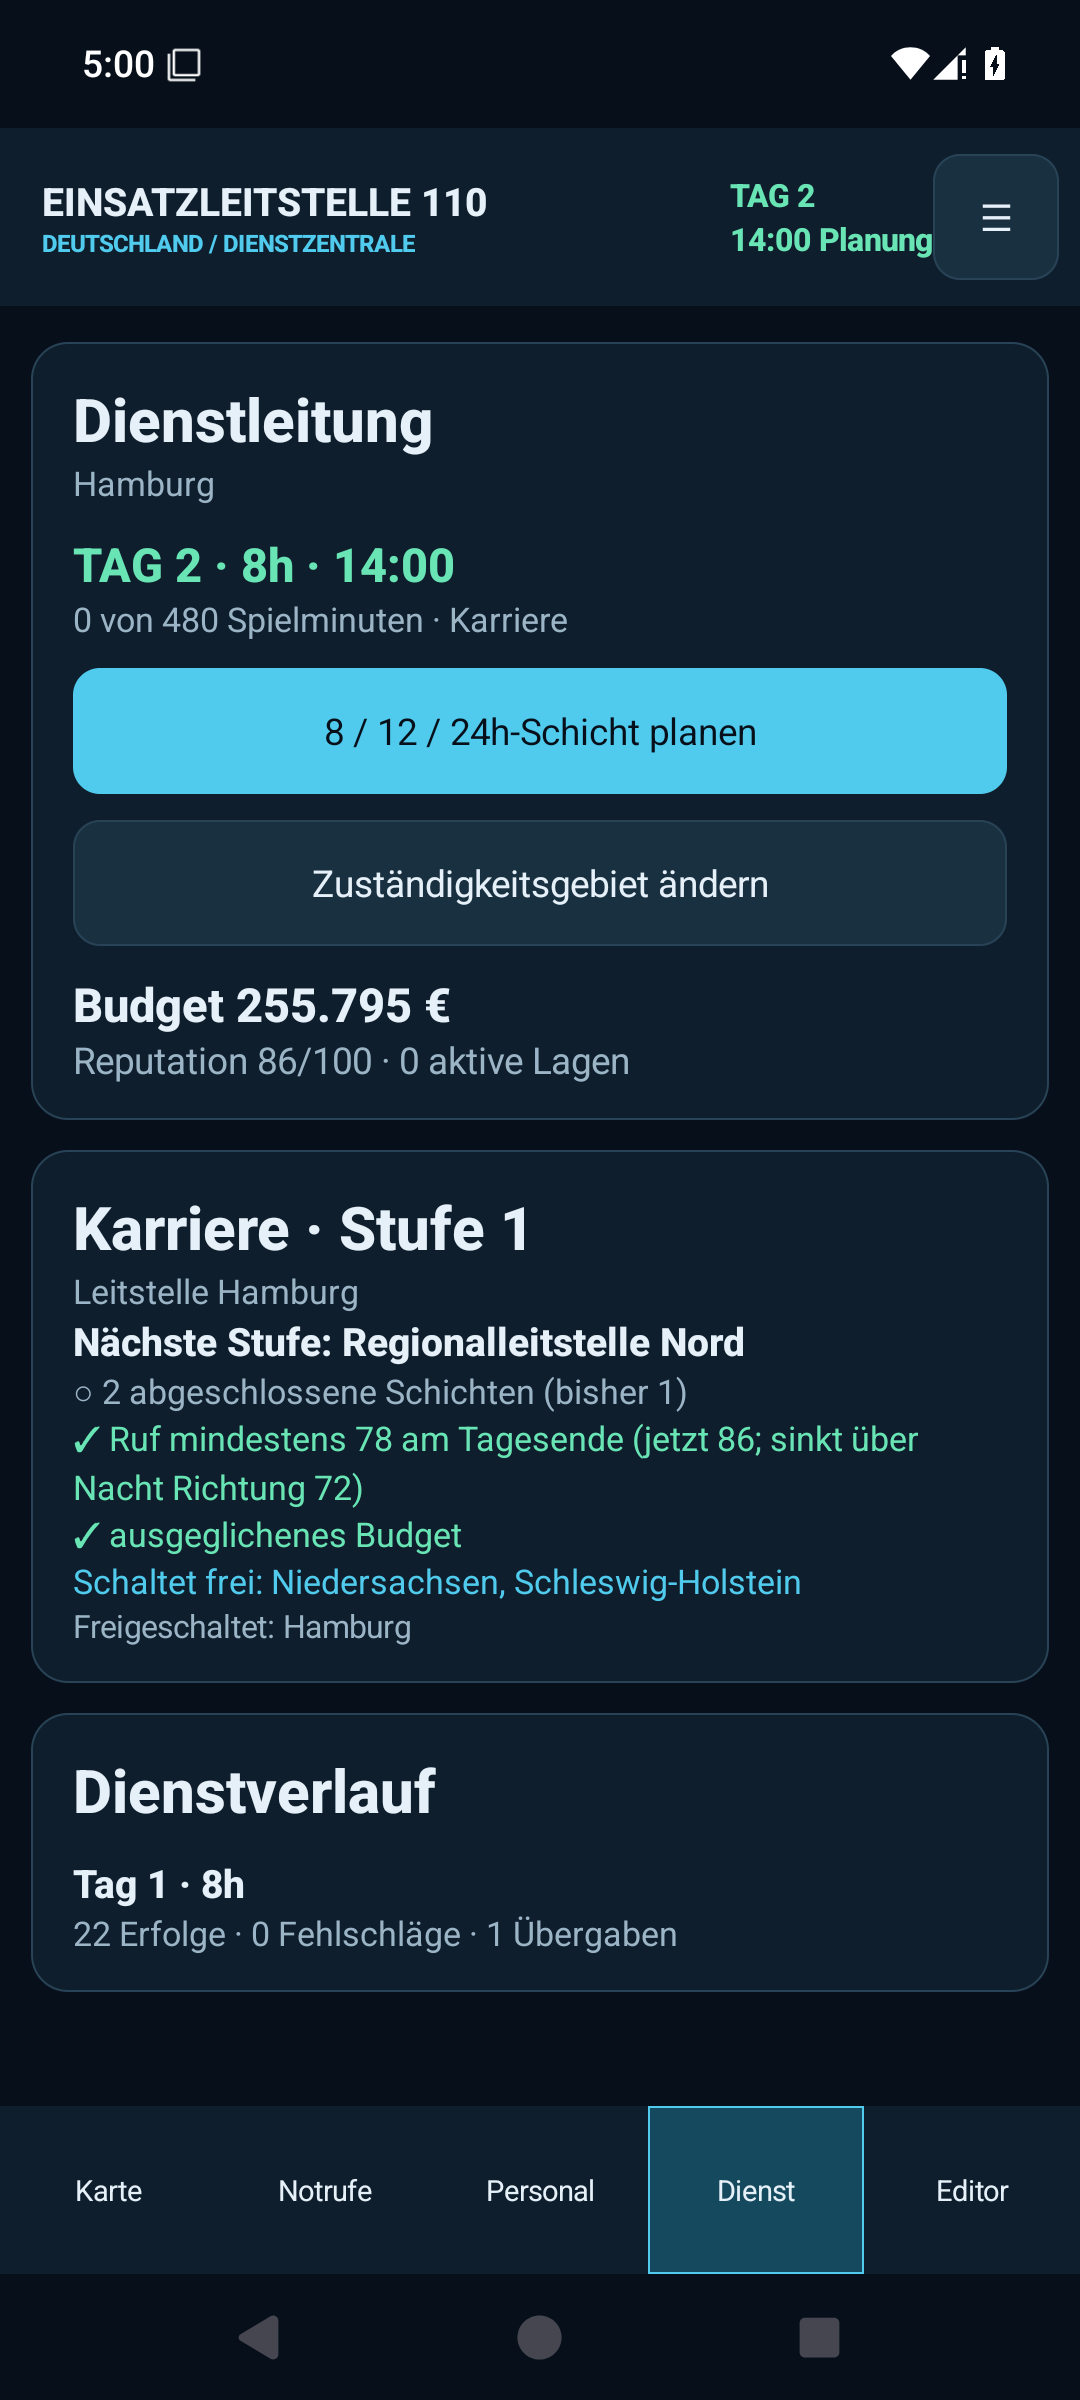 5:00
EINSATZLEITSTELLE 110
DEUTSCHLAND / DIENSTZENTRALE
TAG 2
14:00 Planung
Dienstleitung
Hamburg
TAG 2 · 8h · 14:00
0 von 480 Spielminuten · Karriere
8 / 12 / 24h-Schicht planen
Zuständigkeitsgebiet ändern
Budget 255.795 €
Reputation 86/100 · 0 aktive Lagen
Karriere · Stufe 1
Leitstelle Hamburg
Nächste Stufe: Regionalleitstelle Nord
○ 2 abgeschlossene Schichten (bisher 1)
✓ Ruf mindestens 78 am Tagesende (jetzt 86; sinkt über
Nacht Richtung 72)
✓ ausgeglichenes Budget
Schaltet frei: Niedersachsen, Schleswig-Holstein
Freigeschaltet: Hamburg
Dienstverlauf
Tag 1 · 8h
22 Erfolge · 0 Fehlschläge · 1 Übergaben
Karte
Notrufe
Personal
Dienst
Editor